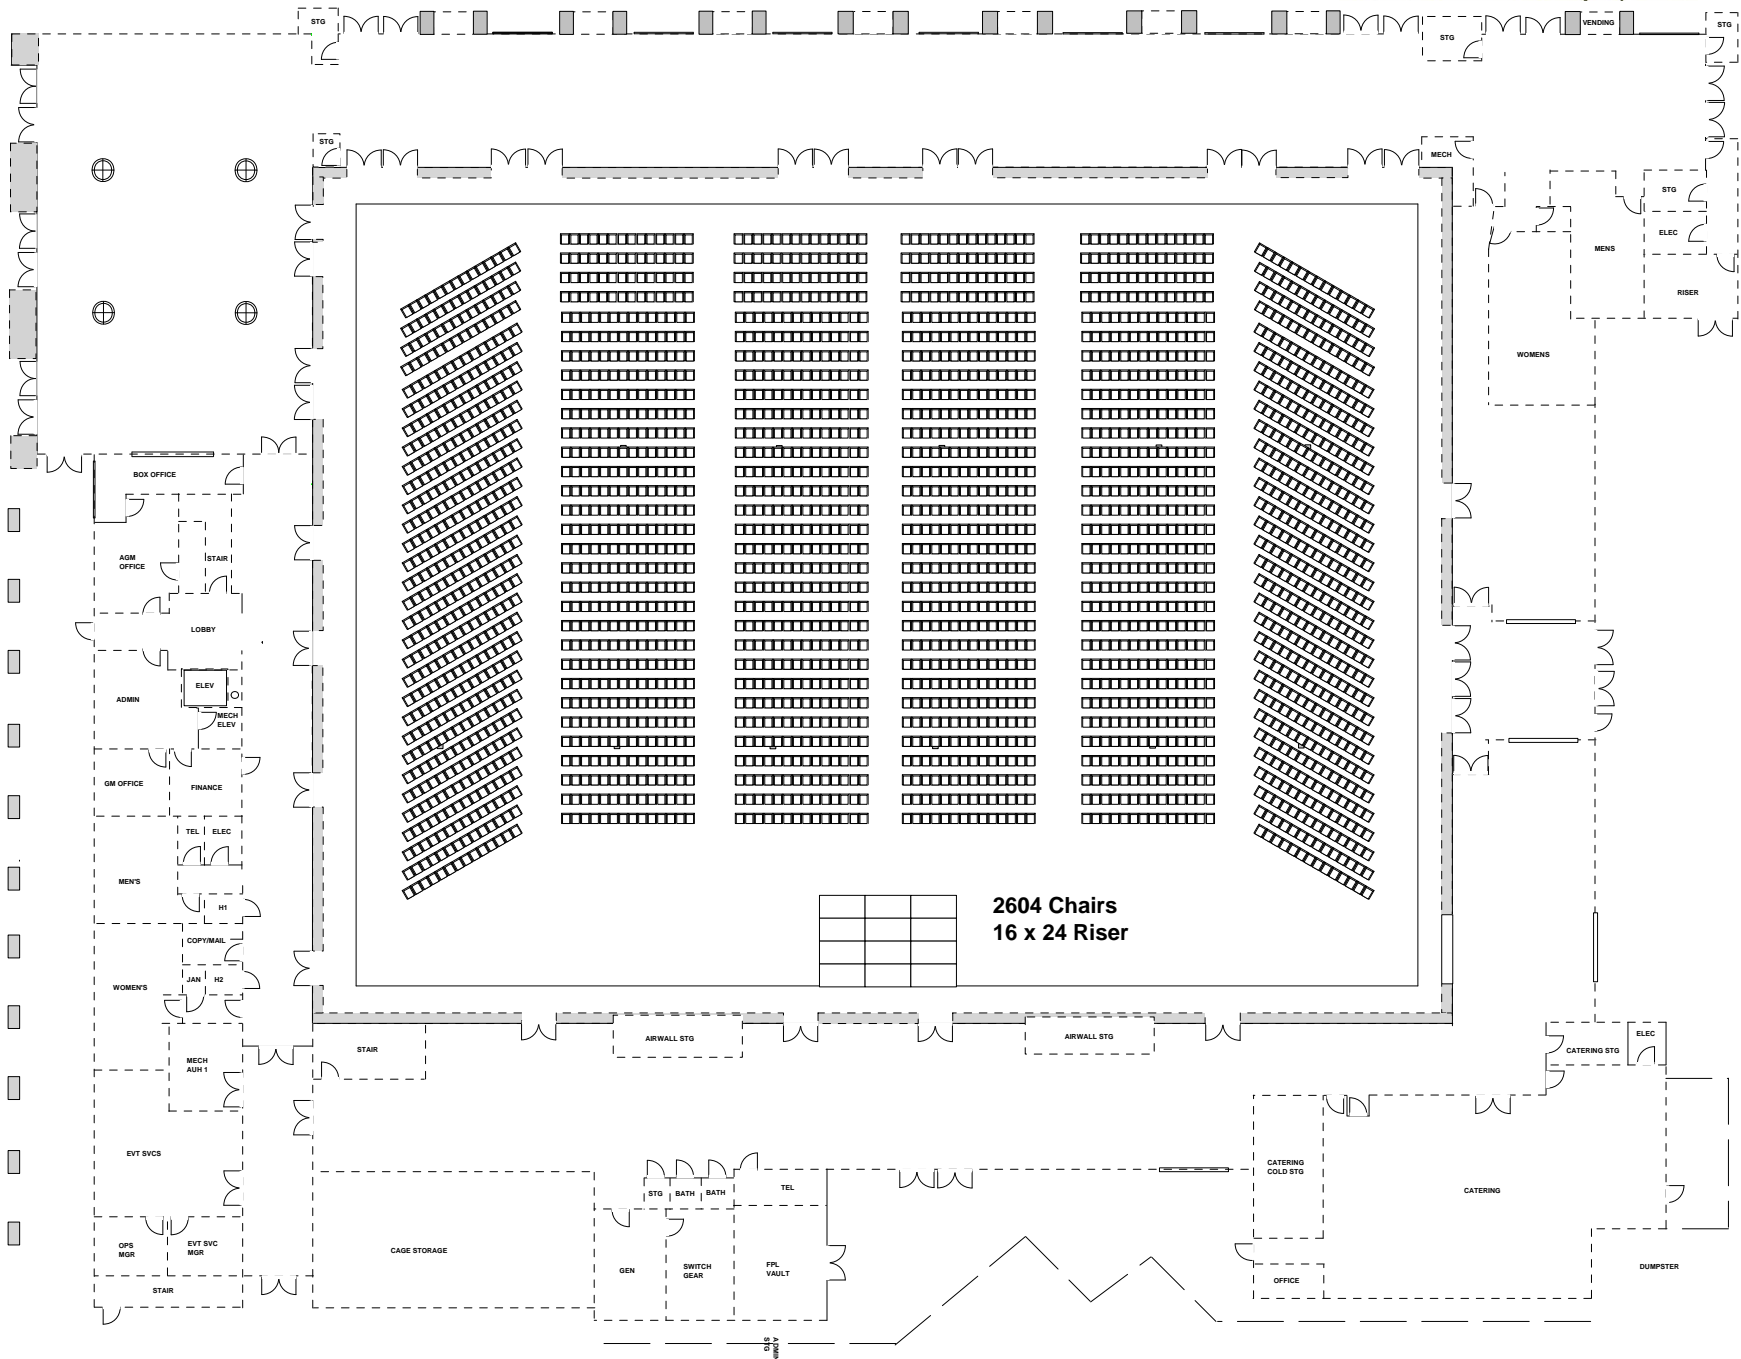 STG
VENDING
STG
STG
STG
MECH
STG
ELEC
MENS
RISER
WOMENS
BOX OFFICE
AGM
OFFICE
STAIR
LOBBY
ELEV
ADMIN
MECH
ELEV
GM OFFICE
FINANCE
TEL
ELEC
MEN'S
H1
2604 Chairs
16 x 24 Riser
COPY/MAIL
JAN
H2
WOMEN'S
STAIR
AIRWALL STG
AIRWALL STG
ELEC
CATERING STG
MECH
AUH 1
EVT SVCS
CATERING
COLD STG
CATERING
STG
BATH
BATH
TEL
OPS
MGR
EVT SVC
MGR
CAGE STORAGE
GEN
SWITCH
GEAR
FPL
VAULT
OFFICE
DUMPSTER
STAIR
STG